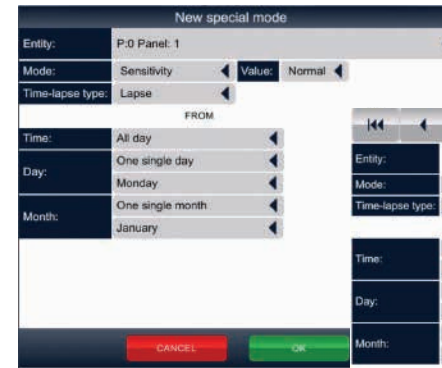 New special mode
Entity: P:0 Panel: 1
Mode: Sensitivity Value: Normal
Time-lapse type: Lapse
FROM
Time: All day
Day: One single day
Monday
Month: One single month
January
CANCEL OK
Entity:
Mode:
Time-lapse type:
Time:
Day:
Month: